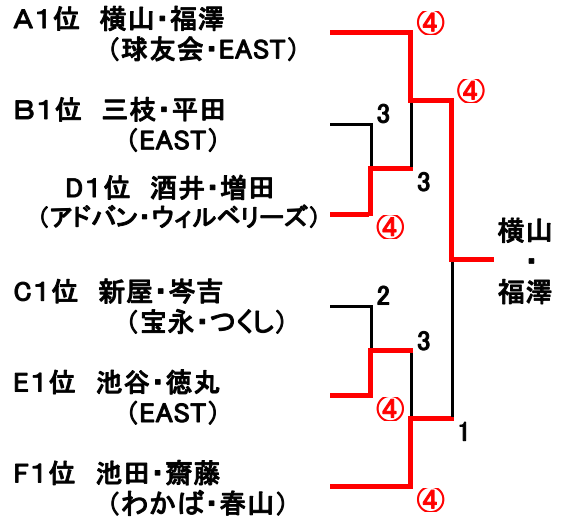 A1位 横山・福澤
(球友会・EAST)
④
④
B1位 三枝・平田
(EAST)
3
D1位 酒井・増田
(アドバン・ウィルベリーズ)
3
④
横山
・
福澤
C1位 新屋・岑吉
(宝永・つくし)
2
3
E1位 池谷・徳丸
(EAST)
④
1
F1位 池田・齋藤
(わかば・春山)
④